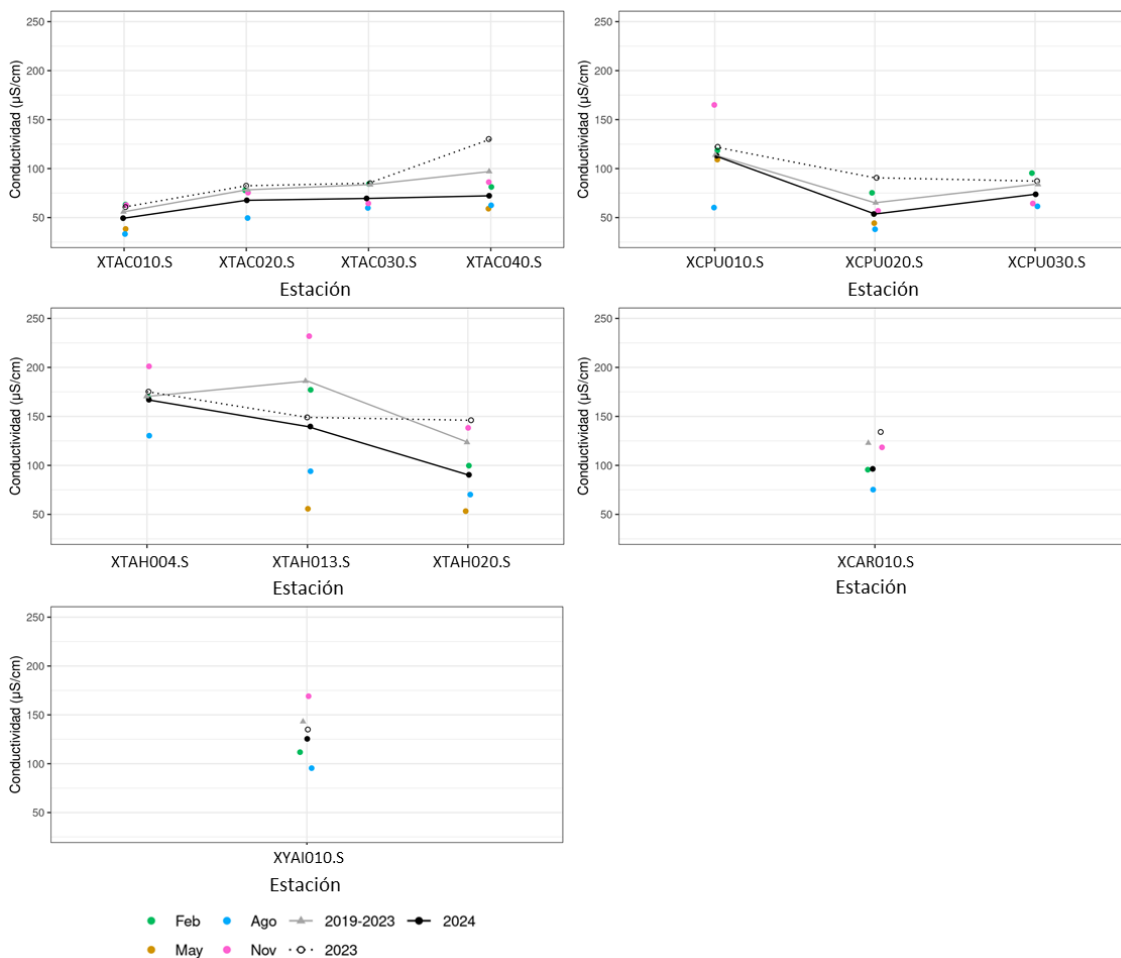 250
200
150
100
50
Conductividad (µS/cm)
XTAC010.S XTAC020.S XTAC030.S XTAC040.S
Estación
250
200
150
100
50
Conductividad (µS/cm)
XCPU010.S XCPU020.S XCPU030.S
Estación
250
200
150
100
50
Conductividad (µS/cm)
XTAH004.S XTAH013.S XTAH020.S
Estación
250
200
150
100
50
Conductividad (µS/cm)
XCAR010.S
Estación
250
200
150
100
50
Conductividad (µS/cm)
XYAI010.S
Estación
Feb Ago 2019-2023 2024
May Nov 2023